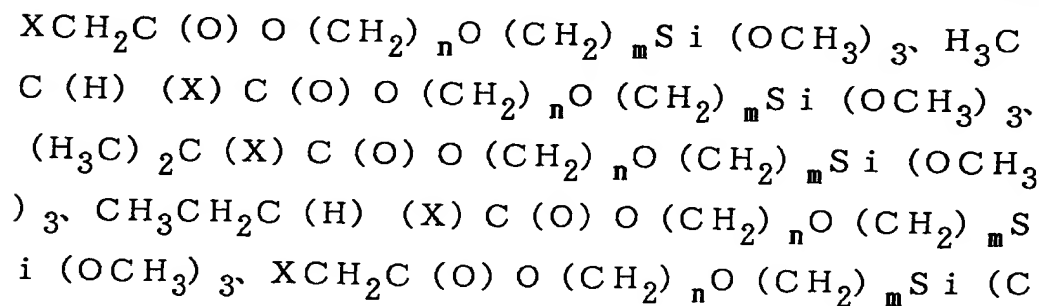 XCH₂C(O)O(CH₂)ₙO(CH₂)ₘSi(OCH₃)₃、H₃C
C(H)(X)C(O)O(CH₂)ₙO(CH₂)ₘSi(OCH₃)₃、
(H₃C)₂C(X)C(O)O(CH₂)ₙO(CH₂)ₘSi(OCH₃
)₃、CH₃CH₂C(H)(X)C(O)O(CH₂)ₙO(CH₂)ₘS
i(OCH₃)₃、XCH₂C(O)O(CH₂)ₙO(CH₂)ₘSi(C